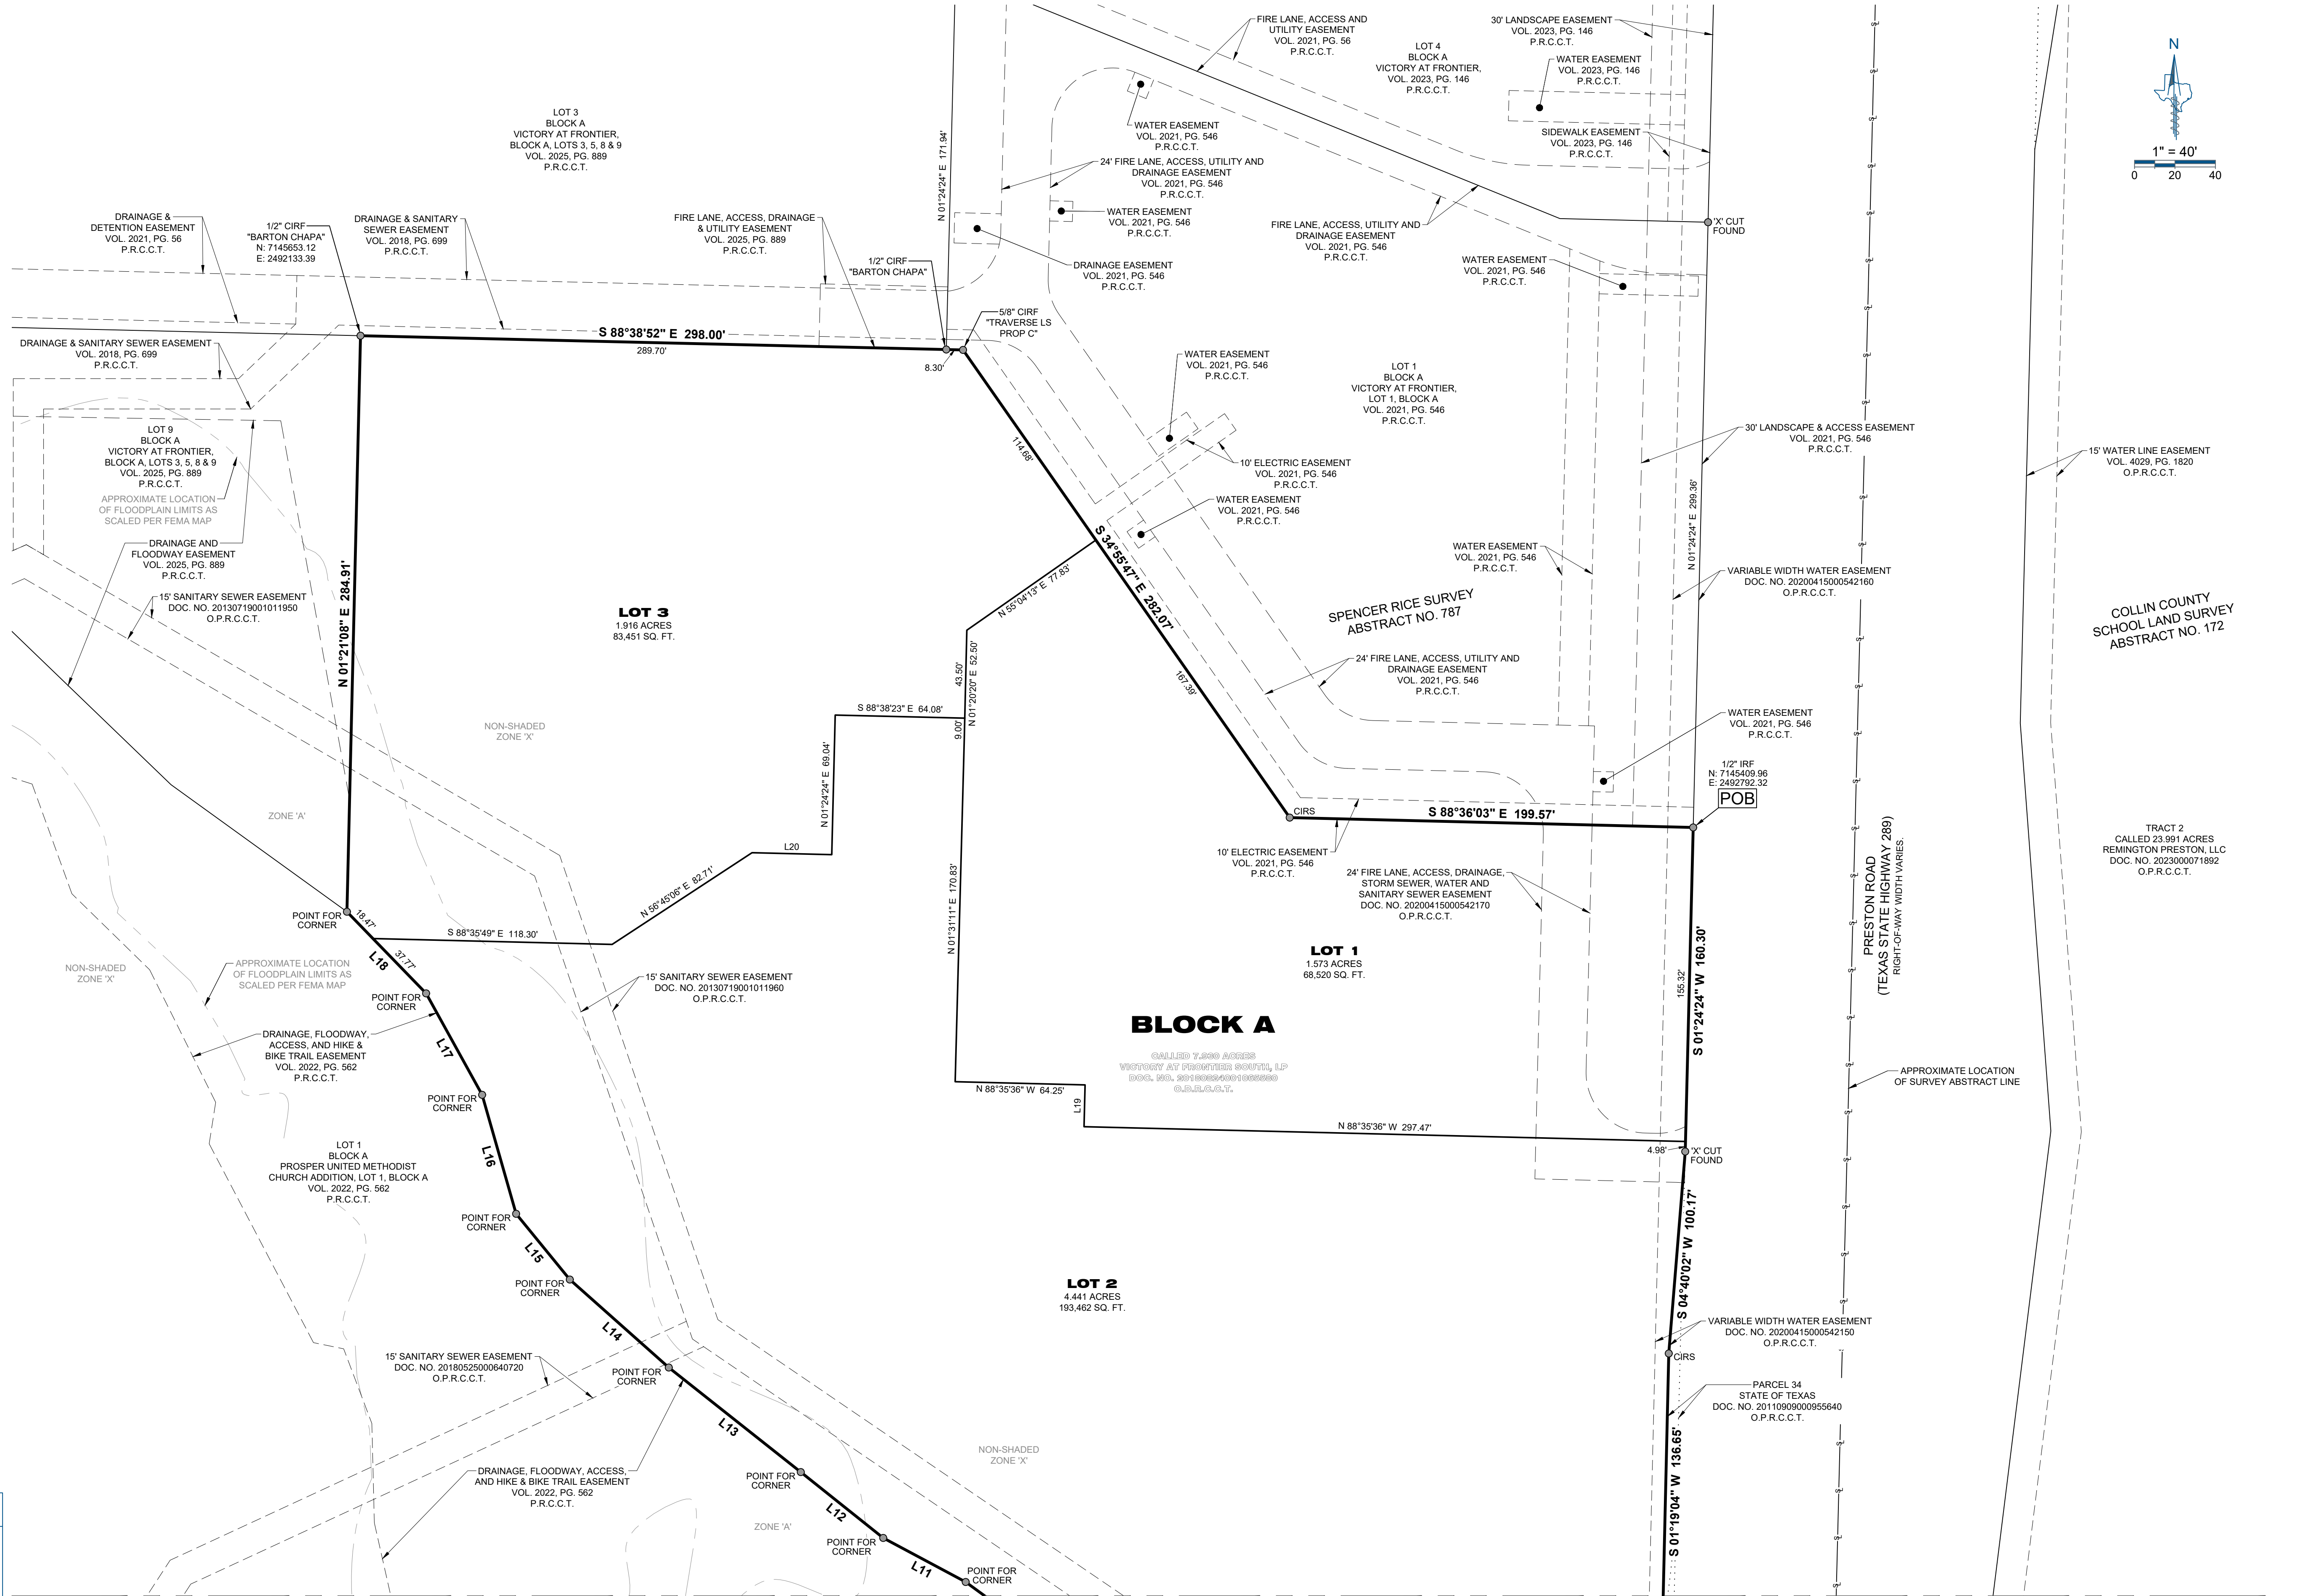 FIRE LANE, ACCESS AND
UTILITY EASEMENT
VOL. 2021, PG. 56
P.R.C.C.T.
LOT 4
BLOCK A
VICTORY AT FRONTIER,
VOL. 2023, PG. 146
P.R.C.C.T.
30' LANDSCAPE EASEMENT
VOL. 2023, PG. 146
P.R.C.C.T.
WATER EASEMENT
VOL. 2023, PG. 146
P.R.C.C.T.
SIDEWALK EASEMENT
VOL. 2023, PG. 146
P.R.C.C.T.
N
1" = 40'
0 20 40
LOT 3
BLOCK A
VICTORY AT FRONTIER,
BLOCK A, LOTS 3, 5, 8 & 9
VOL. 2025, PG. 889
P.R.C.C.T.
N 01°24'24" E 171.94'
WATER EASEMENT
VOL. 2021, PG. 546
P.R.C.C.T.
24' FIRE LANE, ACCESS, UTILITY AND
DRAINAGE EASEMENT
VOL. 2021, PG. 546
P.R.C.C.T.
WATER EASEMENT
VOL. 2021, PG. 546
P.R.C.C.T.
DRAINAGE EASEMENT
VOL. 2021, PG. 546
P.R.C.C.T.
FIRE LANE, ACCESS, UTILITY AND
DRAINAGE EASEMENT
VOL. 2021, PG. 546
P.R.C.C.T.
WATER EASEMENT
VOL. 2021, PG. 546
P.R.C.C.T.
'X' CUT
FOUND
DRAINAGE &
DETENTION EASEMENT
VOL. 2021, PG. 56
P.R.C.C.T.
1/2" CIRF
"BARTON CHAPA"
N: 7145653.12
E: 2492133.39
DRAINAGE & SANITARY
SEWER EASEMENT
VOL. 2018, PG. 699
P.R.C.C.T.
FIRE LANE, ACCESS, DRAINAGE
& UTILITY EASEMENT
VOL. 2025, PG. 889
P.R.C.C.T.
1/2" CIRF
"BARTON CHAPA"
5/8" CIRF
"TRAVERSE LS
PROP C"
S 88°38'52" E 298.00'
289.70'
8.30'
DRAINAGE & SANITARY SEWER EASEMENT
VOL. 2018, PG. 699
P.R.C.C.T.
WATER EASEMENT
VOL. 2021, PG. 546
P.R.C.C.T.
LOT 1
BLOCK A
VICTORY AT FRONTIER,
LOT 1, BLOCK A
VOL. 2021, PG. 546
P.R.C.C.T.
LOT 9
BLOCK A
VICTORY AT FRONTIER,
BLOCK A, LOTS 3, 5, 8 & 9
VOL. 2025, PG. 889
P.R.C.C.T.
APPROXIMATE LOCATION
OF FLOODPLAIN LIMITS AS
SCALED PER FEMA MAP
114.68'
10' ELECTRIC EASEMENT
VOL. 2021, PG. 546
P.R.C.C.T.
WATER EASEMENT
VOL. 2021, PG. 546
P.R.C.C.T.
30' LANDSCAPE & ACCESS EASEMENT
VOL. 2021, PG. 546
P.R.C.C.T.
15' WATER LINE EASEMENT
VOL. 4029, PG. 1820
O.P.R.C.C.T.
N 01°24'24" E 299.36'
DRAINAGE AND
FLOODWAY EASEMENT
VOL. 2025, PG. 889
P.R.C.C.T.
WATER EASEMENT
VOL. 2021, PG. 546
P.R.C.C.T.
VARIABLE WIDTH WATER EASEMENT
DOC. NO. 20200415000542160
O.P.R.C.C.T.
15' SANITARY SEWER EASEMENT
DOC. NO. 20130719001011950
O.P.R.C.C.T.
N 01°21'08" E 284.91'
LOT 3
1.916 ACRES
83,451 SQ. FT.
N 55°04'13" E 77.83'
S 34°55'47" E 282.07'
167.39'
SPENCER RICE SURVEY
ABSTRACT NO. 787
COLLIN COUNTY
SCHOOL LAND SURVEY
ABSTRACT NO. 172
24' FIRE LANE, ACCESS, UTILITY AND
DRAINAGE EASEMENT
VOL. 2021, PG. 546
P.R.C.C.T.
43.50'
N 01°20'20" E 52.50'
9.00'
S 88°38'23" E 64.08'
N 01°24'24" E 69.04'
NON-SHADED
ZONE 'X'
WATER EASEMENT
VOL. 2021, PG. 546
P.R.C.C.T.
1/2" IRF
N: 7145409.96
E: 2492792.32
POB
ZONE 'A'
CIRS
S 88°36'03" E 199.57'
L20
10' ELECTRIC EASEMENT
VOL. 2021, PG. 546
P.R.C.C.T.
24' FIRE LANE, ACCESS, DRAINAGE,
STORM SEWER, WATER AND
SANITARY SEWER EASEMENT
DOC. NO. 20200415000542170
O.P.R.C.C.T.
PRESTON ROAD
(TEXAS STATE HIGHWAY 289)
RIGHT-OF-WAY WIDTH VARIES.
TRACT 2
CALLED 23.991 ACRES
REMINGTON PRESTON, LLC
DOC. NO. 2023000071892
O.P.R.C.C.T.
N 56°45'06" E 82.71'
N 01°31'11" E 170.83'
POINT FOR
CORNER
18.47'
S 88°35'49" E 118.30'
L18
37.77'
LOT 1
1.573 ACRES
68,520 SQ. FT.
155.32'
S 01°24'24" W 160.30'
NON-SHADED
ZONE 'X'
APPROXIMATE LOCATION
OF FLOODPLAIN LIMITS AS
SCALED PER FEMA MAP
15' SANITARY SEWER EASEMENT
DOC. NO. 20130719001011960
O.P.R.C.C.T.
POINT FOR
CORNER
BLOCK A
VICTORY AT FRONTIER SOUTH, LP
O.P.R.C.C.T.
DRAINAGE, FLOODWAY,
ACCESS, AND HIKE &
BIKE TRAIL EASEMENT
VOL. 2022, PG. 562
P.R.C.C.T.
L17
APPROXIMATE LOCATION
OF SURVEY ABSTRACT LINE
POINT FOR
CORNER
N 88°35'36" W 64.25'
L19
N 88°35'36" W 297.47'
4.98'
'X' CUT
FOUND
LOT 1
BLOCK A
PROSPER UNITED METHODIST
CHURCH ADDITION, LOT 1, BLOCK A
VOL. 2022, PG. 562
P.R.C.C.T.
L16
POINT FOR
CORNER
S 04°40'02" W 100.17'
L15
POINT FOR
CORNER
LOT 2
4.441 ACRES
193,462 SQ. FT.
L14
VARIABLE WIDTH WATER EASEMENT
DOC. NO. 20200415000542150
O.P.R.C.C.T.
CIRS
15' SANITARY SEWER EASEMENT
DOC. NO. 20180525000640720
O.P.R.C.C.T.
POINT FOR
CORNER
PARCEL 34
STATE OF TEXAS
DOC. NO. 20110909000955640
O.P.R.C.C.T.
L13
S 01°19'04" W 136.65'
NON-SHADED
ZONE 'X'
DRAINAGE, FLOODWAY, ACCESS,
AND HIKE & BIKE TRAIL EASEMENT
VOL. 2022, PG. 562
P.R.C.C.T.
POINT FOR
CORNER
L12
ZONE 'A'
POINT FOR
CORNER
L11
POINT FOR
CORNER